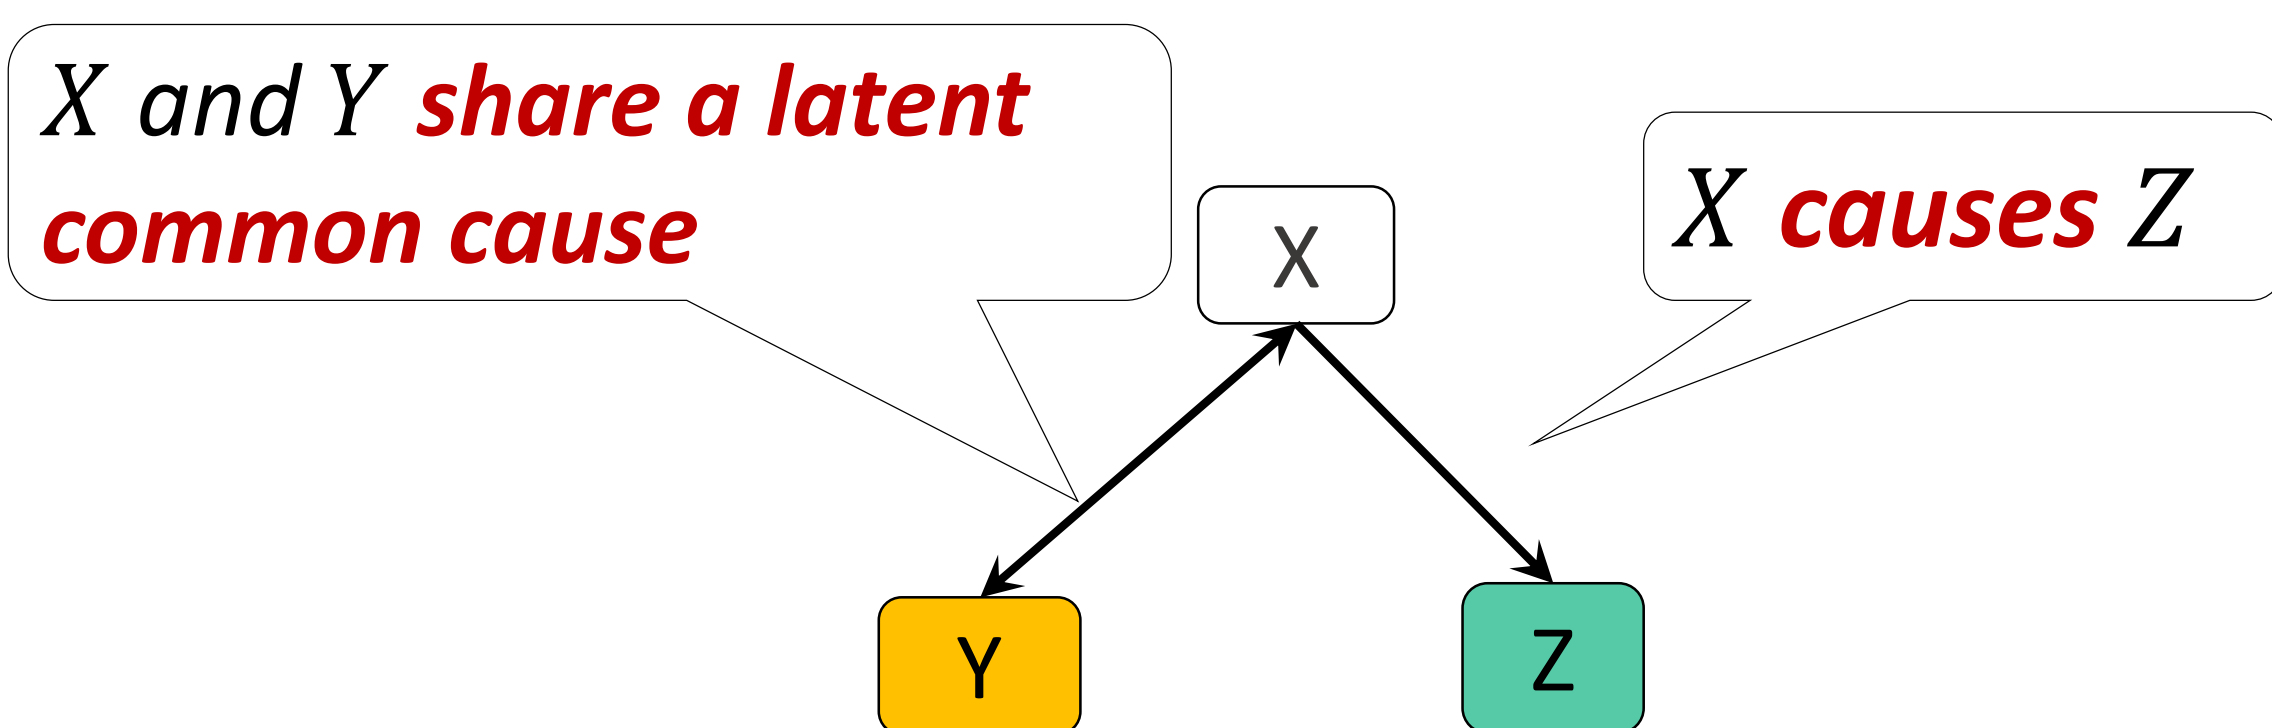 X and Y share a latent
common cause
X causes Z
X
Y
Z